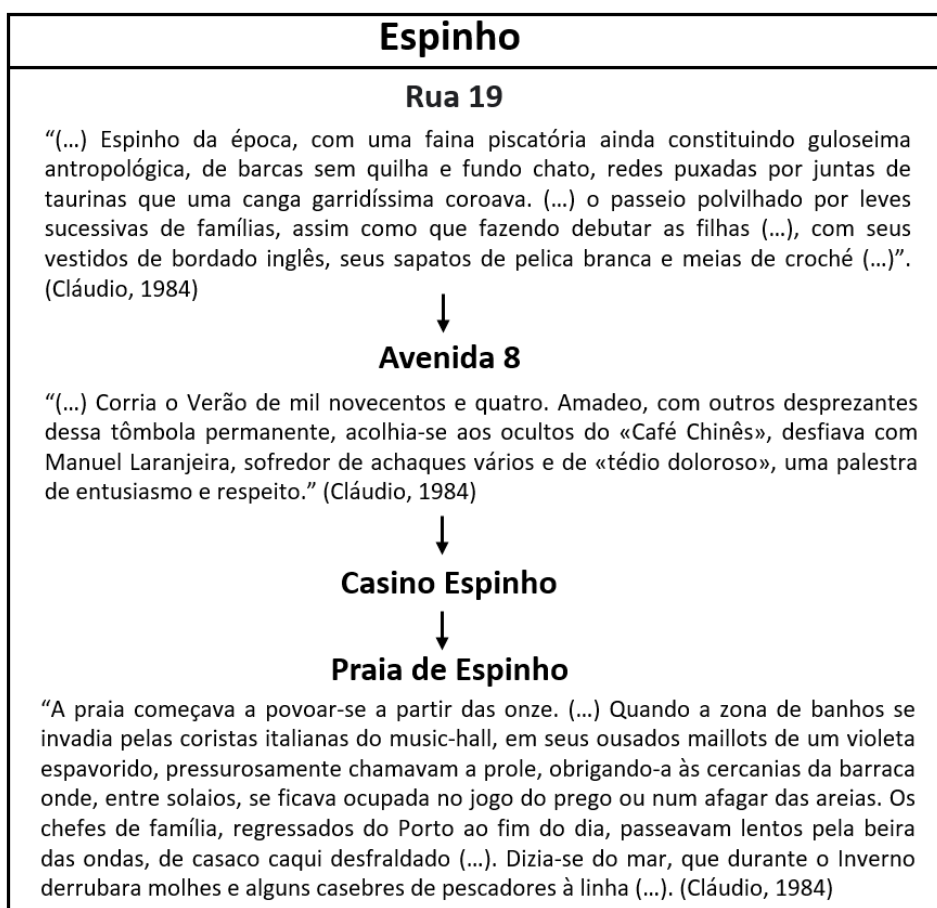 Espinho
Rua 19
“(…) Espinho da época, com uma faina piscatória ainda constituindo guloseima
antropológica, de barcas sem quilha e fundo chato, redes puxadas por juntas de
taurinas que uma canga garridíssima coroava. (…) o passeio polvilhado por leves
sucessivas de famílias, assim como que fazendo debutar as filhas (…), com seus
vestidos de bordado inglês, seus sapatos de pelica branca e meias de croché (…)”.
(Cláudio, 1984)
Avenida 8
“(…) Corria o Verão de mil novecentos e quatro. Amadeo, com outros desprezantes
dessa tômbola permanente, acolhia-se aos ocultos do «Café Chinês», desfiava com
Manuel Laranjeira, sofredor de achaques vários e de «tédio doloroso», uma palestra
de entusiasmo e respeito.” (Cláudio, 1984)
Casino Espinho
Praia de Espinho
“A praia começava a povoar-se a partir das onze. (…) Quando a zona de banhos se
invadia pelas coristas italianas do music-hall, em seus ousados maillots de um violeta
espavorido, pressurosamente chamavam a prole, obrigando-a às cercanias da barraca
onde, entre solaios, se ficava ocupada no jogo do prego ou num afagar das areias. Os
chefes de família, regressados do Porto ao fim do dia, passeavam lentos pela beira
das ondas, de casaco caqui desfraldado (…). Dizia-se do mar, que durante o Inverno
derrubara molhes e alguns casebres de pescadores à linha (…). (Cláudio, 1984)